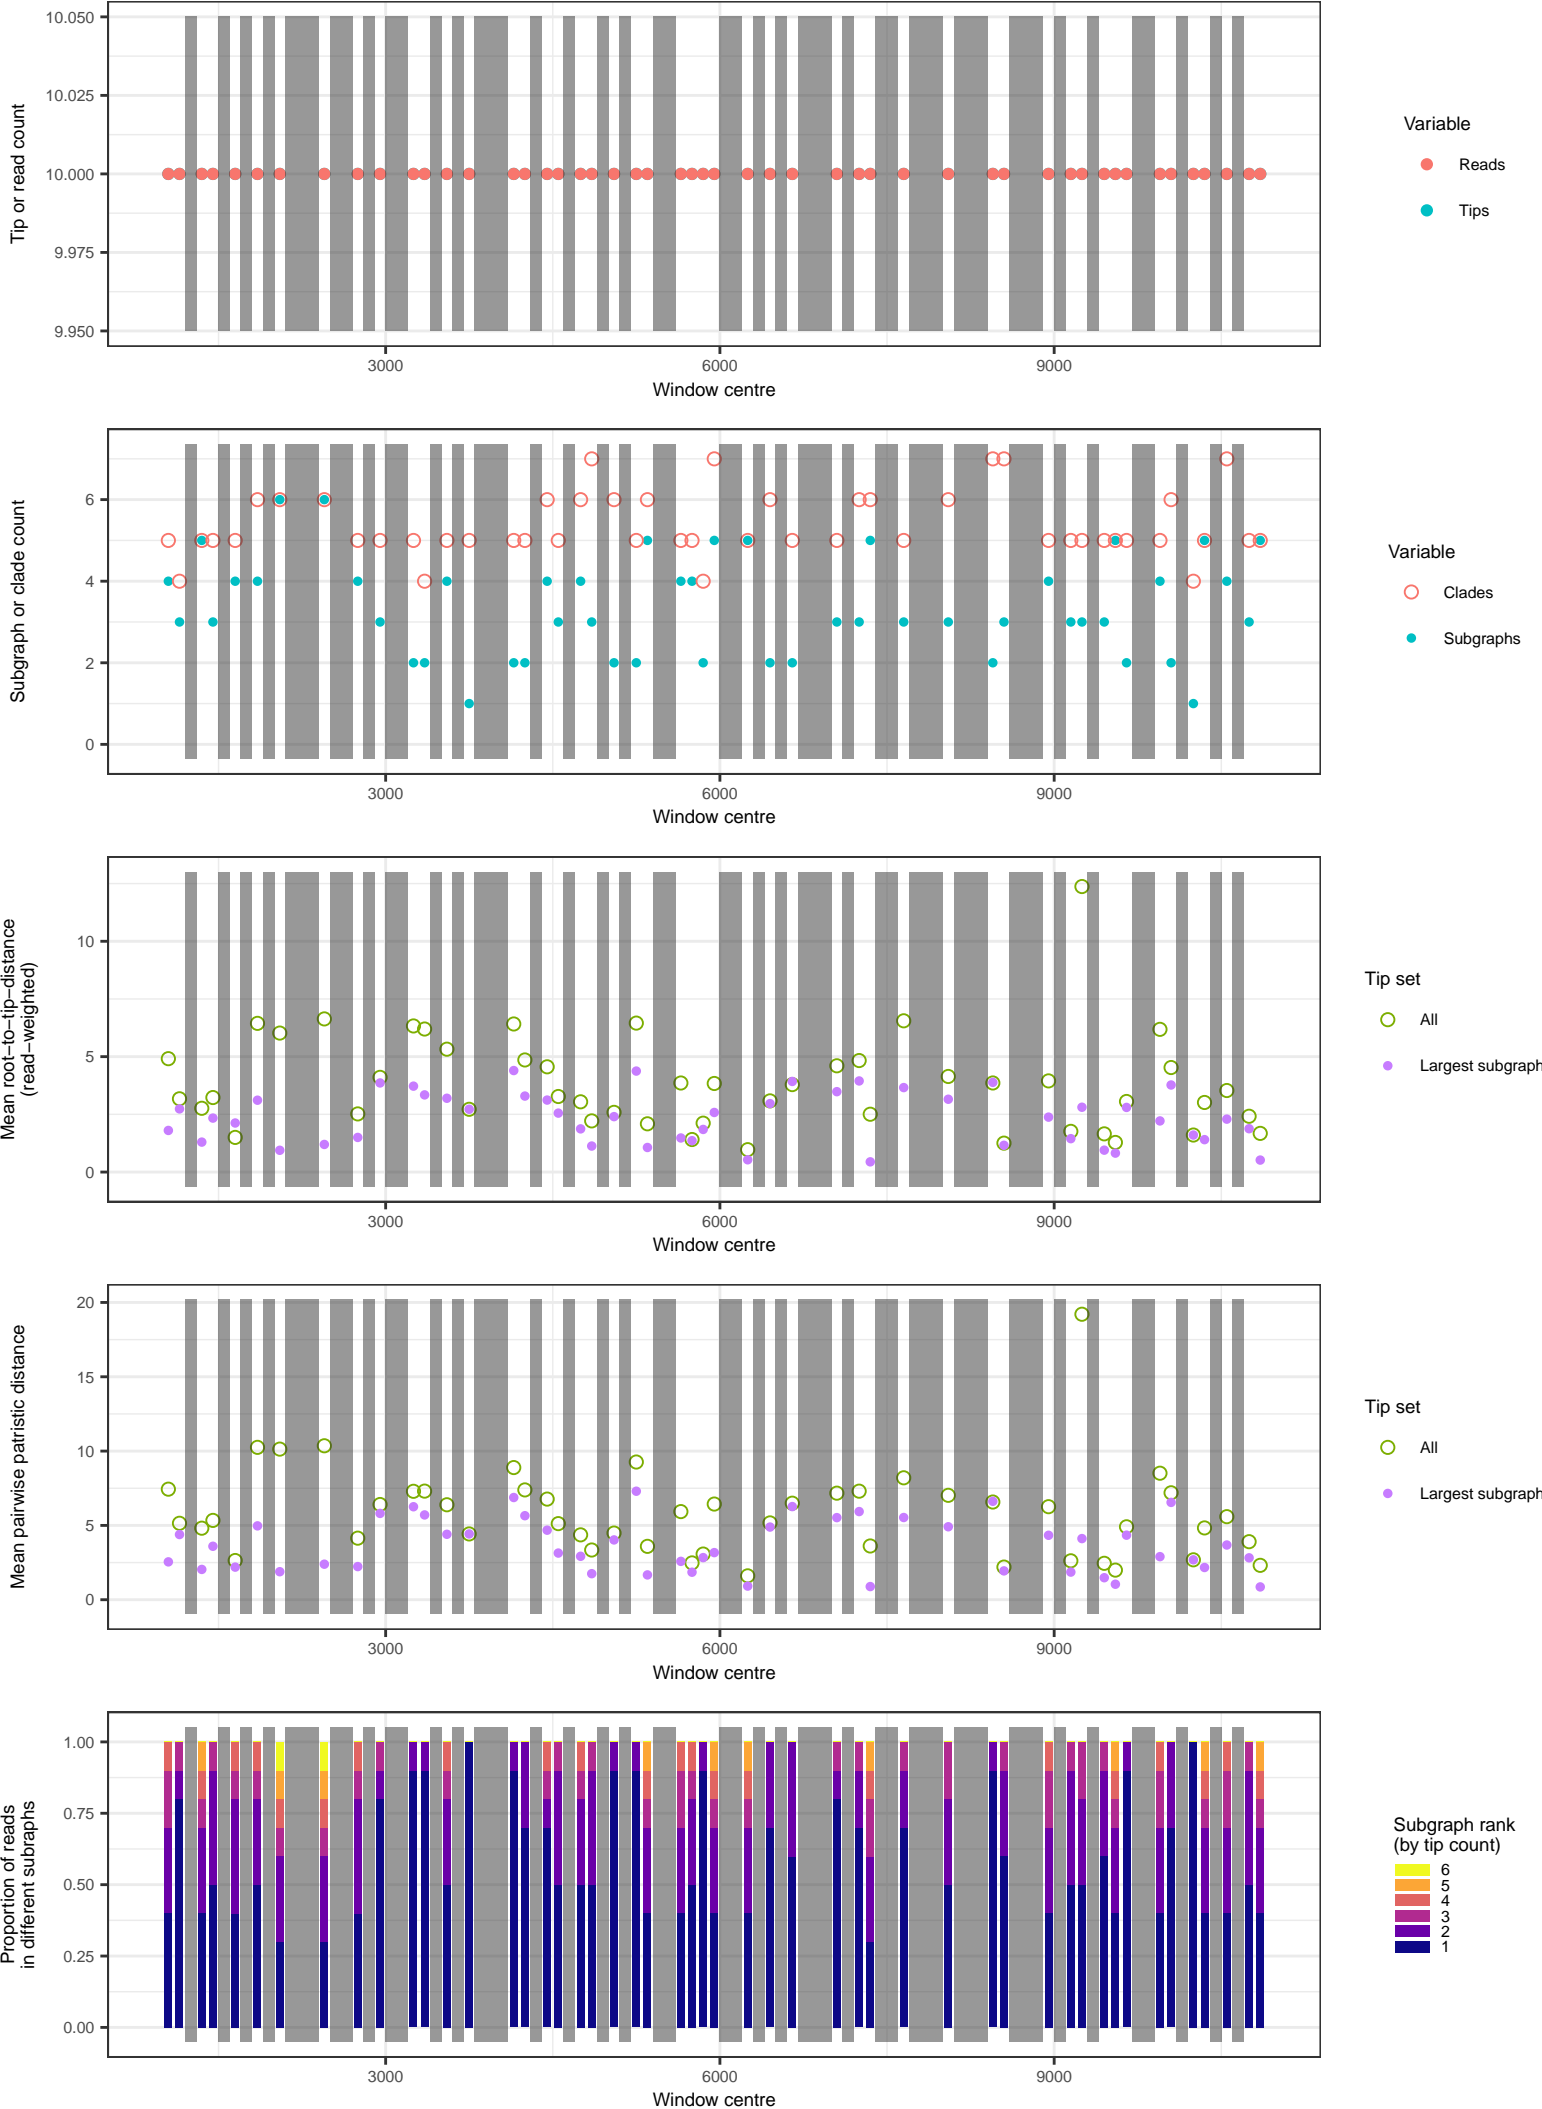 10.050
10.025
10.000
9.975
9.950
Tip or read count
3000
6000
9000
Window centre
Variable
Reads
Tips
6
4
2
0
Subgraph or clade count
3000
6000
9000
Window centre
Variable
Clades
Subgraphs
10
5
0
Mean root−to−tip−distance
(read−weighted)
3000
6000
9000
Window centre
Tip set
All
Largest subgraph
20
15
10
5
0
Mean pairwise patristic distance
3000
6000
9000
Window centre
Tip set
All
Largest subgraph
1.00
0.75
0.50
0.25
0.00
Proportion of reads
in different subraphs
3000
6000
9000
Window centre
Subgraph rank
(by tip count)
6
5
4
3
2
1